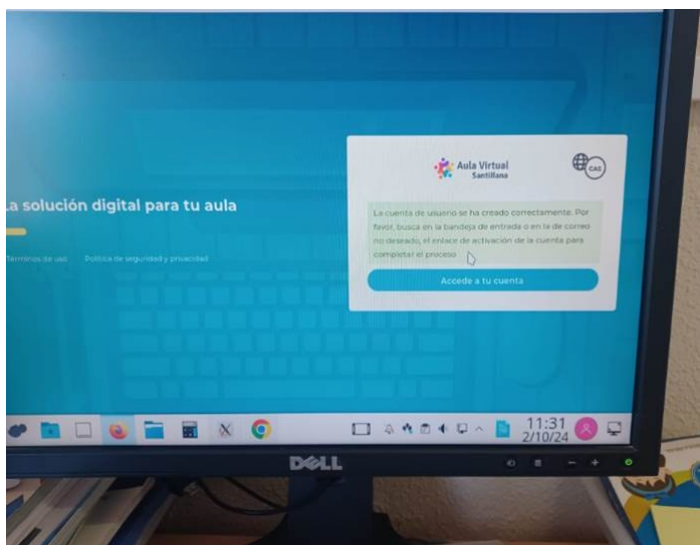 Aula Virtual
Santillana
CAS
La solución digital para tu aula
Términos de uso Política de seguridad y privacidad
La cuenta de usuario se ha creado correctamente. Por
favor, busca en la bandeja de entrada o en la de correo
no deseado, el enlace de activación de la cuenta para
completar el proceso
Accede a tu cuenta
11:31
2/10/24
DELL